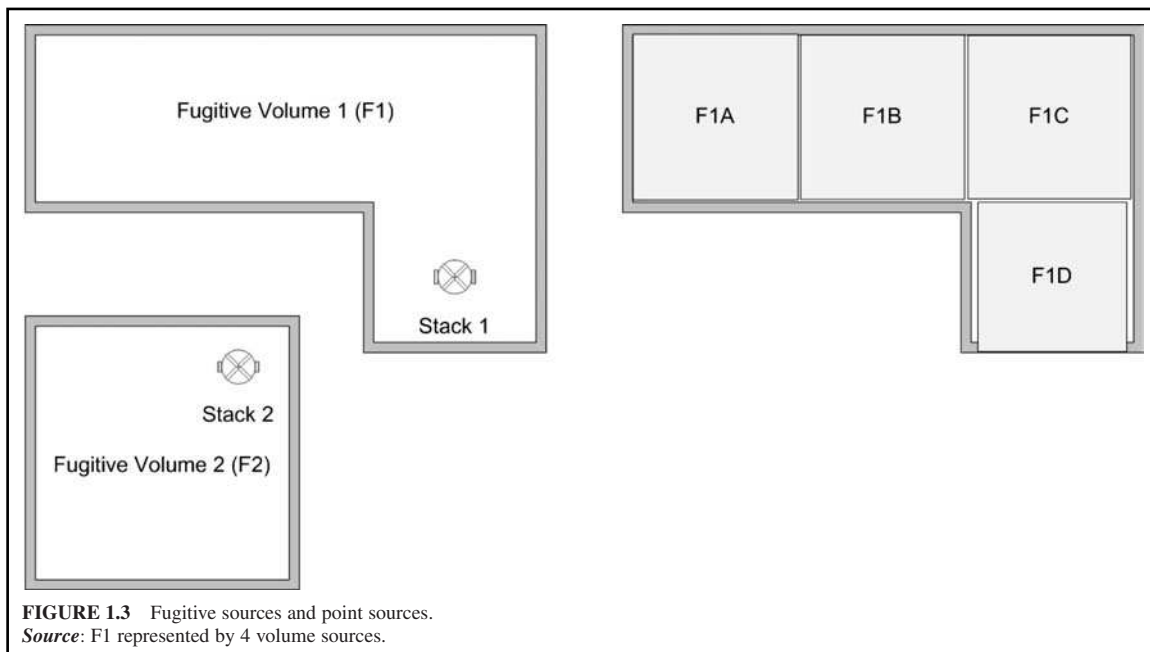 Fugitive Volume 1 (F1)
Stack 1
Stack 2
Fugitive Volume 2 (F2)
F1A
F1B
F1C
F1D
FIGURE 1.3 Fugitive sources and point sources.
Source: F1 represented by 4 volume sources.